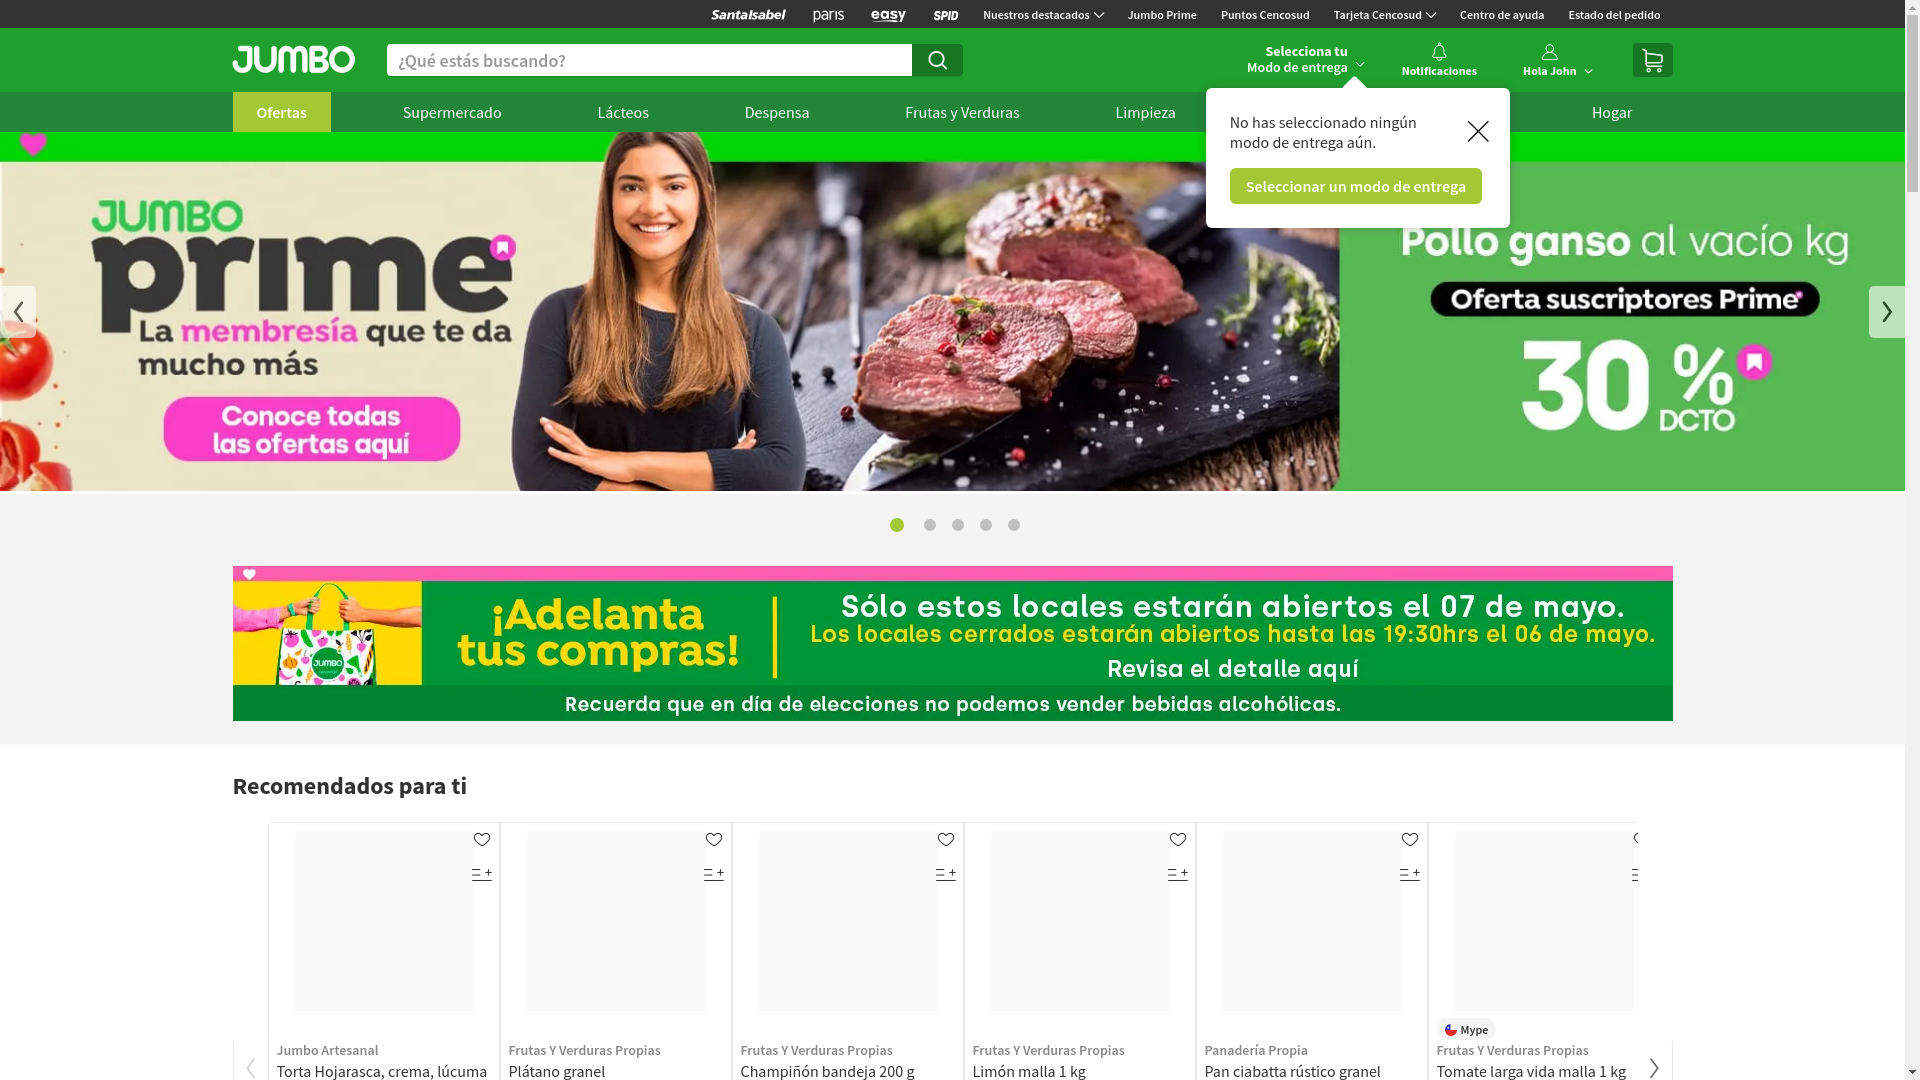 SantaIsabel
paris
easy
SPID
Nuestros destacados
Jumbo Prime
Puntos Cencosud
Tarjeta Cencosud
Centro de ayuda
Estado del pedido
JUMBO
¿Qué estás buscando?
Selecciona tu
Modo de entrega
Notificaciones
Hola John
Ofertas
Supermercado
Lácteos
Despensa
Frutas y Verduras
Limpieza
Hogar
No has seleccionado ningún
modo de entrega aún.
Seleccionar un modo de entrega
JUMBO
prime
La membresía que te da
mucho más
Conoce todas
las ofertas aquí
Pollo ganso al vacío kg
Oferta suscriptores Prime
30 %
DCTO
¡Adelanta
tus compras!
JUMBO
Sólo estos locales estarán abiertos el 07 de mayo.
Los locales cerrados estarán abiertos hasta las 19:30hrs el 06 de mayo.
Revisa el detalle aquí
Recuerda que en día de elecciones no podemos vender bebidas alcohólicas.
Recomendados para ti
Mype
Jumbo Artesanal
Torta Hojarasca, crema, lúcuma
Frutas Y Verduras Propias
Plátano granel
Frutas Y Verduras Propias
Champiñón bandeja 200 g
Frutas Y Verduras Propias
Limón malla 1 kg
Panadería Propia
Pan ciabatta rústico granel
Frutas Y Verduras Propias
Tomate larga vida malla 1 kg